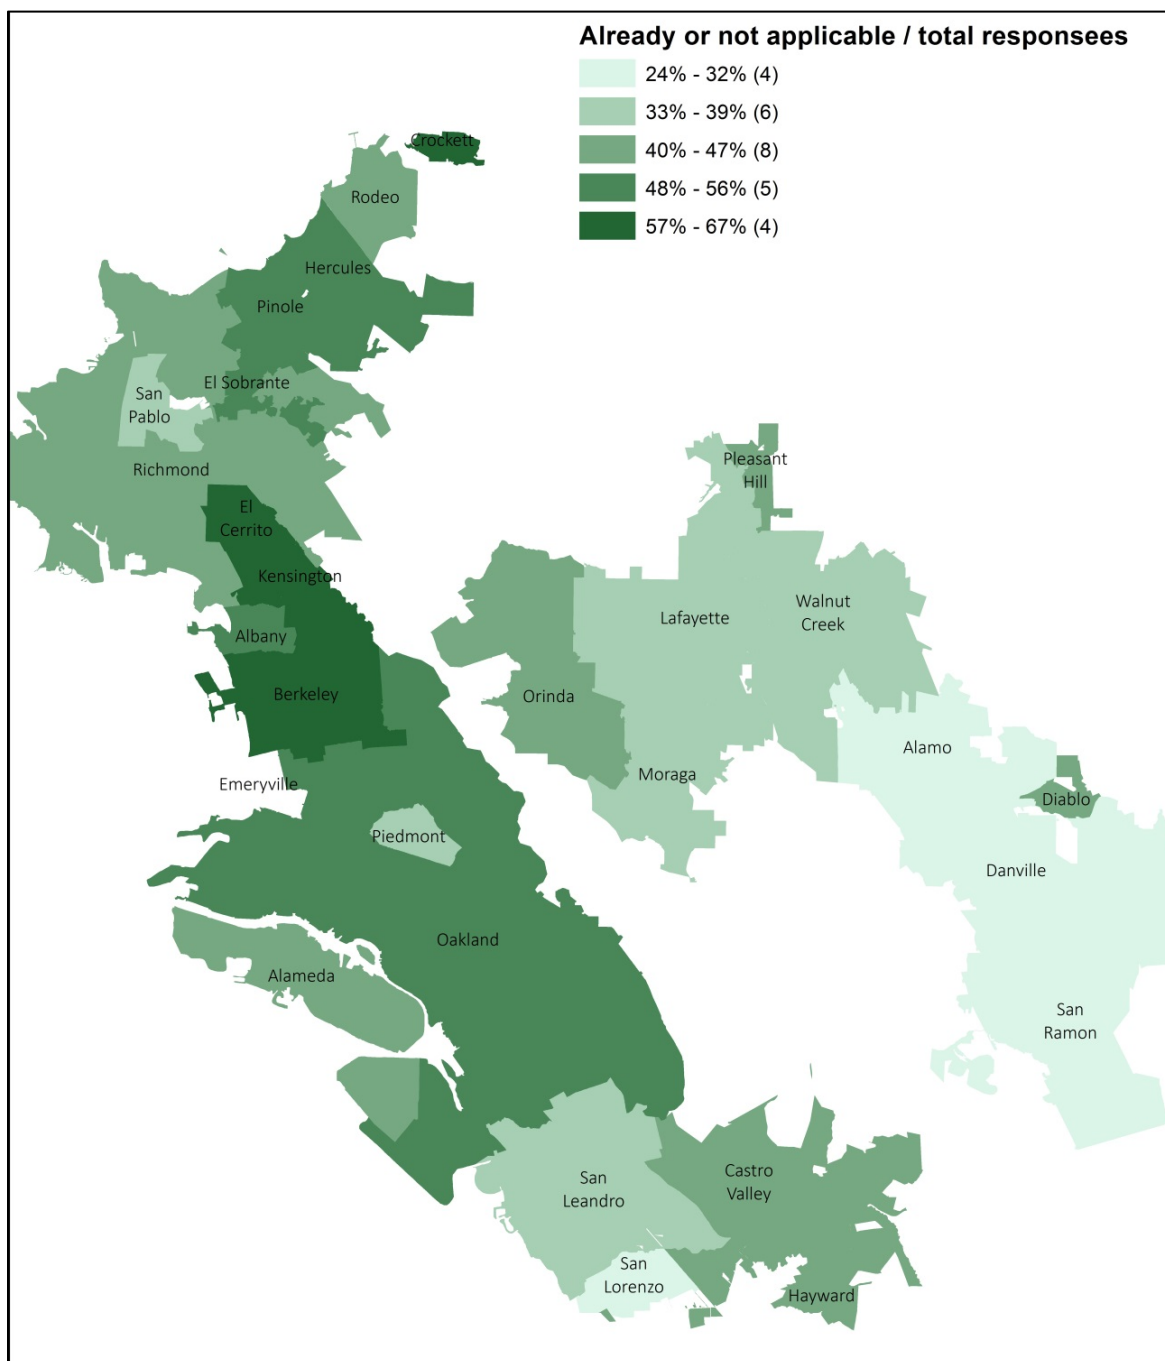 Already or not applicable / total responsees
24% - 32% (4)
33% - 39% (6)
40% - 47% (8)
48% - 56% (5)
57% - 67% (4)
Crockett
Rodeo
Hercules
Pinole
El Sobrante
San
Pablo
Richmond
El
Cerrito
Kensington
Albany
Berkeley
Emeryville
Piedmont
Oakland
Alameda
Pleasant
Hill
Lafayette
Walnut
Creek
Orinda
Moraga
Alamo
Diablo
Danville
San
Ramon
Castro
Valley
San
Leandro
San
Lorenzo
Hayward